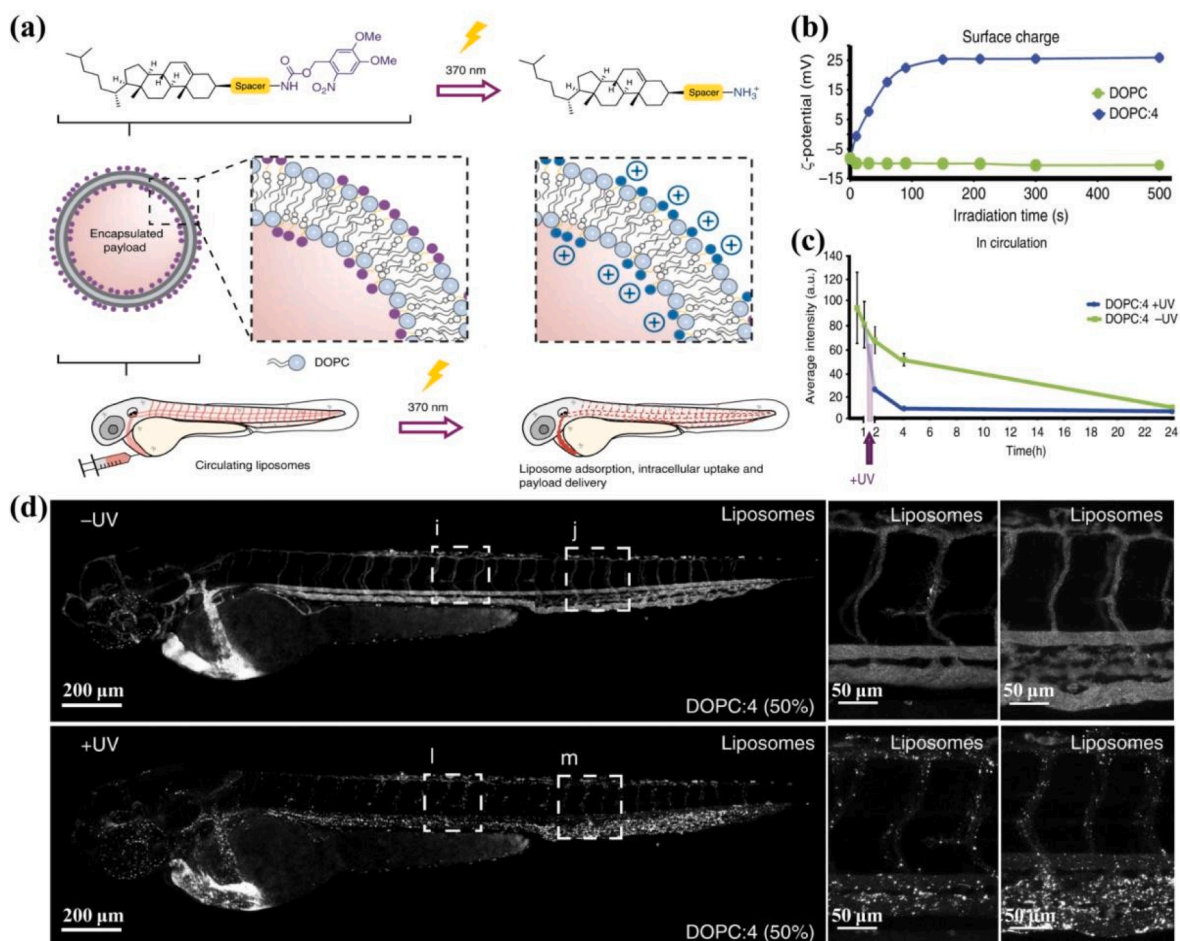 (a)
OMe
OMe
O
O
NO₂
H
H
H
Spacer
NH
370 nm
H
H
H
Spacer
NH₃⁺
Encapsulated
payload
DOPC
370 nm
Circulating liposomes
Liposome adsorption, intracellular uptake and
payload delivery
(b)
Surface charge
ζ-potential (mV)
25
15
5
−5
−15
0 100 200 300 400 500
Irradiation time (s)
DOPC
DOPC:4
(c)
In circulation
Average intensity (a.u.)
140
120
100
80
60
40
20
0
1 2 4 6 8 10 12 14 16 18 20 22 24
Time(h)
+UV
DOPC:4 +UV
DOPC:4 −UV
(d)
−UV
i
j
Liposomes
200 µm
DOPC:4 (50%)
Liposomes
50 µm
Liposomes
50 µm
+UV
l
m
Liposomes
200 µm
DOPC:4 (50%)
Liposomes
50 µm
Liposomes
50 µm